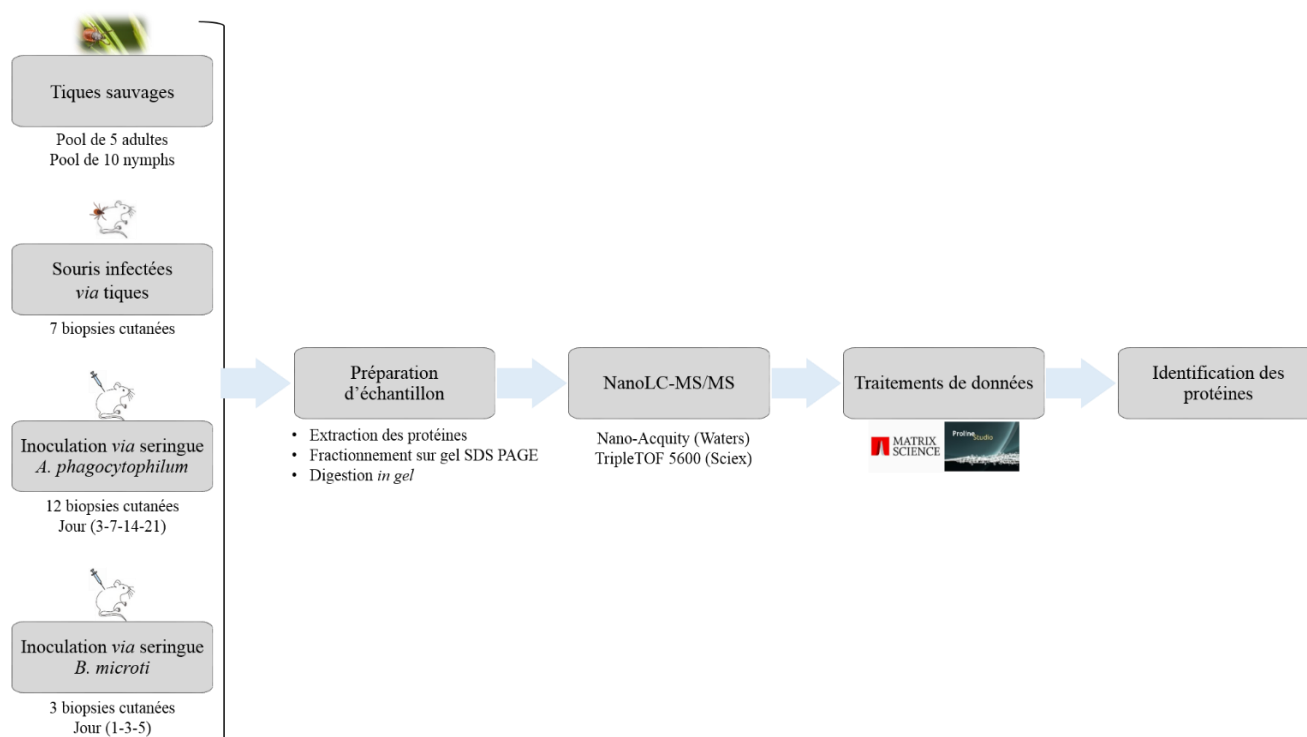 Tiques sauvages
Pool de 5 adultes
Pool de 10 nymphs
Souris infectées
via tiques
7 biopsies cutanées
Inoculation via seringue
A. phagocytophilum
12 biopsies cutanées
Jour (3-7-14-21)
Inoculation via seringue
B. microti
3 biopsies cutanées
Jour (1-3-5)
Préparation
d'échantillon
• Extraction des protéines
• Fractionnement sur gel SDS PAGE
• Digestion in gel
NanoLC-MS/MS
Nano-Acquity (Waters)
TripleTOF 5600 (Sciex)
Traitements de données
MATRIX
SCIENCE
Proline
Studio
Identification des
protéines